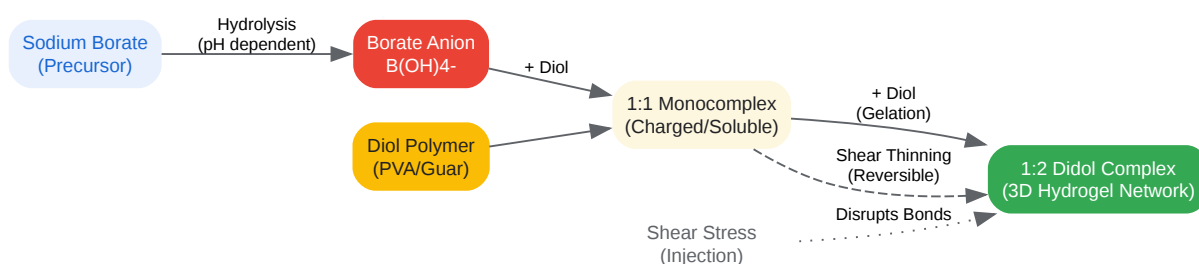 Sodium Borate
(Precursor)
Hydrolysis
(pH dependent)
Borate Anion
B(OH)4-
+ Diol
Diol Polymer
(PVA/Guar)
1:1 Monocomplex
(Charged/Soluble)
+ Diol
(Gelation)
Shear Thinning
(Reversible)
1:2 Didol Complex
(3D Hydrogel Network)
Disrupts Bonds
Shear Stress
(Injection)